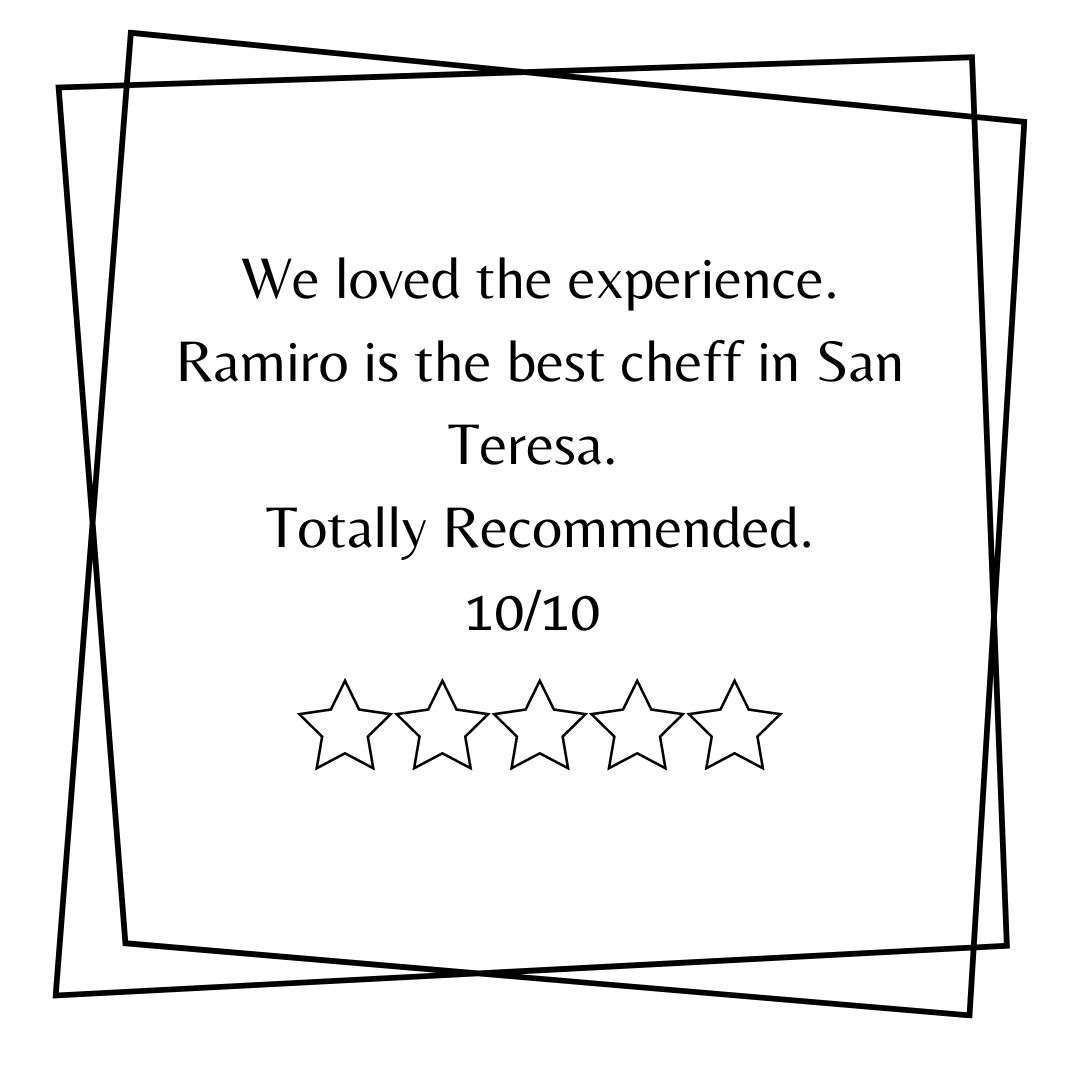 We loved the experience.
Ramiro is the best cheff in San
Teresa.
Totally Recommended.
10/10